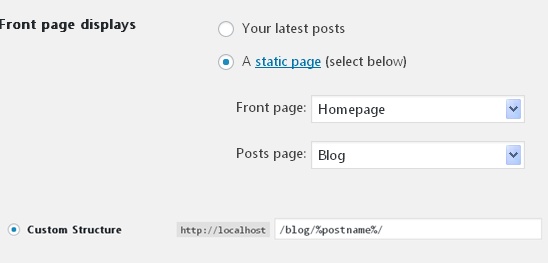 Front page displays
Your latest posts
A static page (select below)
Front page: Homepage
Posts page: Blog
Custom Structure http://localhost /blog/%postname%/